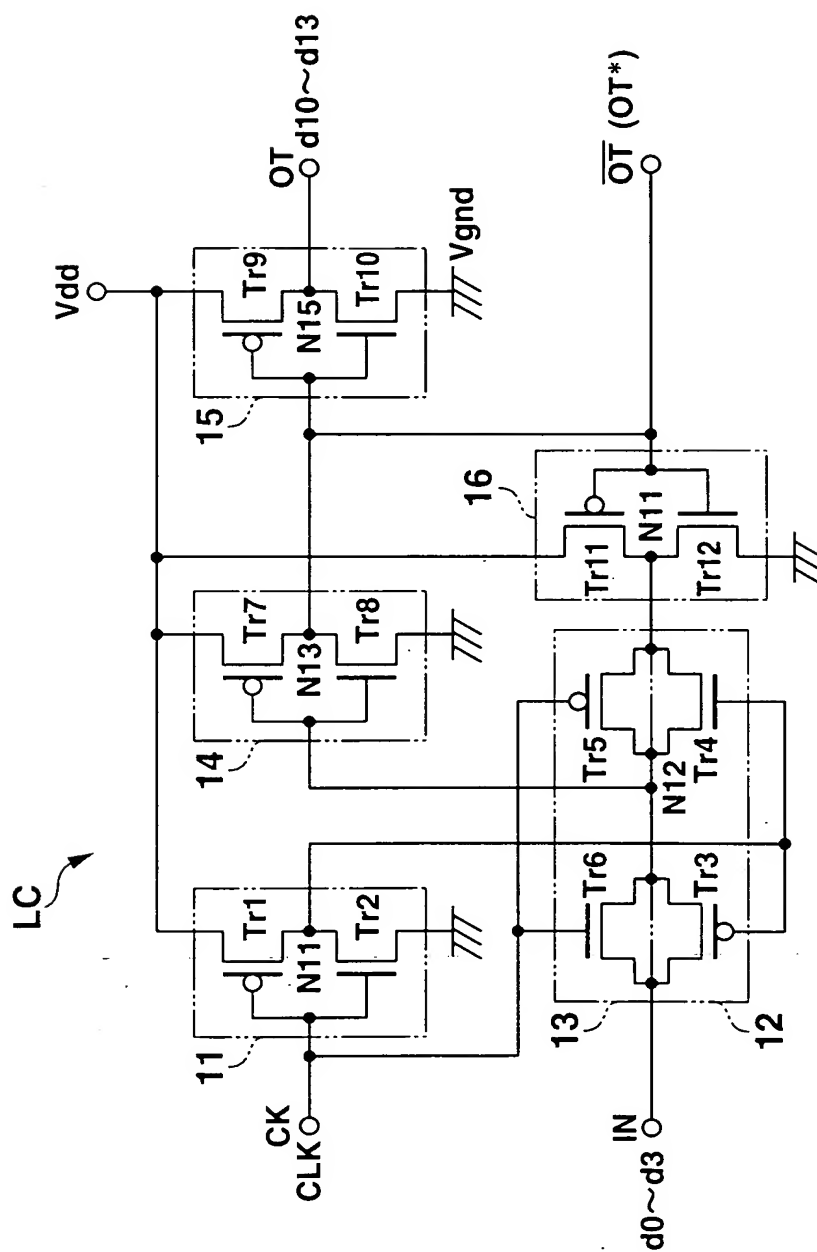 LC
Vdd
11
Tr1
N11
Tr2
14
Tr7
N13
Tr8
15
Tr9
N15
Tr10
Vgnd
OT
d10~d13
CK
CLK
16
Tr11
N11
Tr12
OT (OT*)
13
12
Tr6
Tr3
N12
Tr5
Tr4
IN
d0~d3